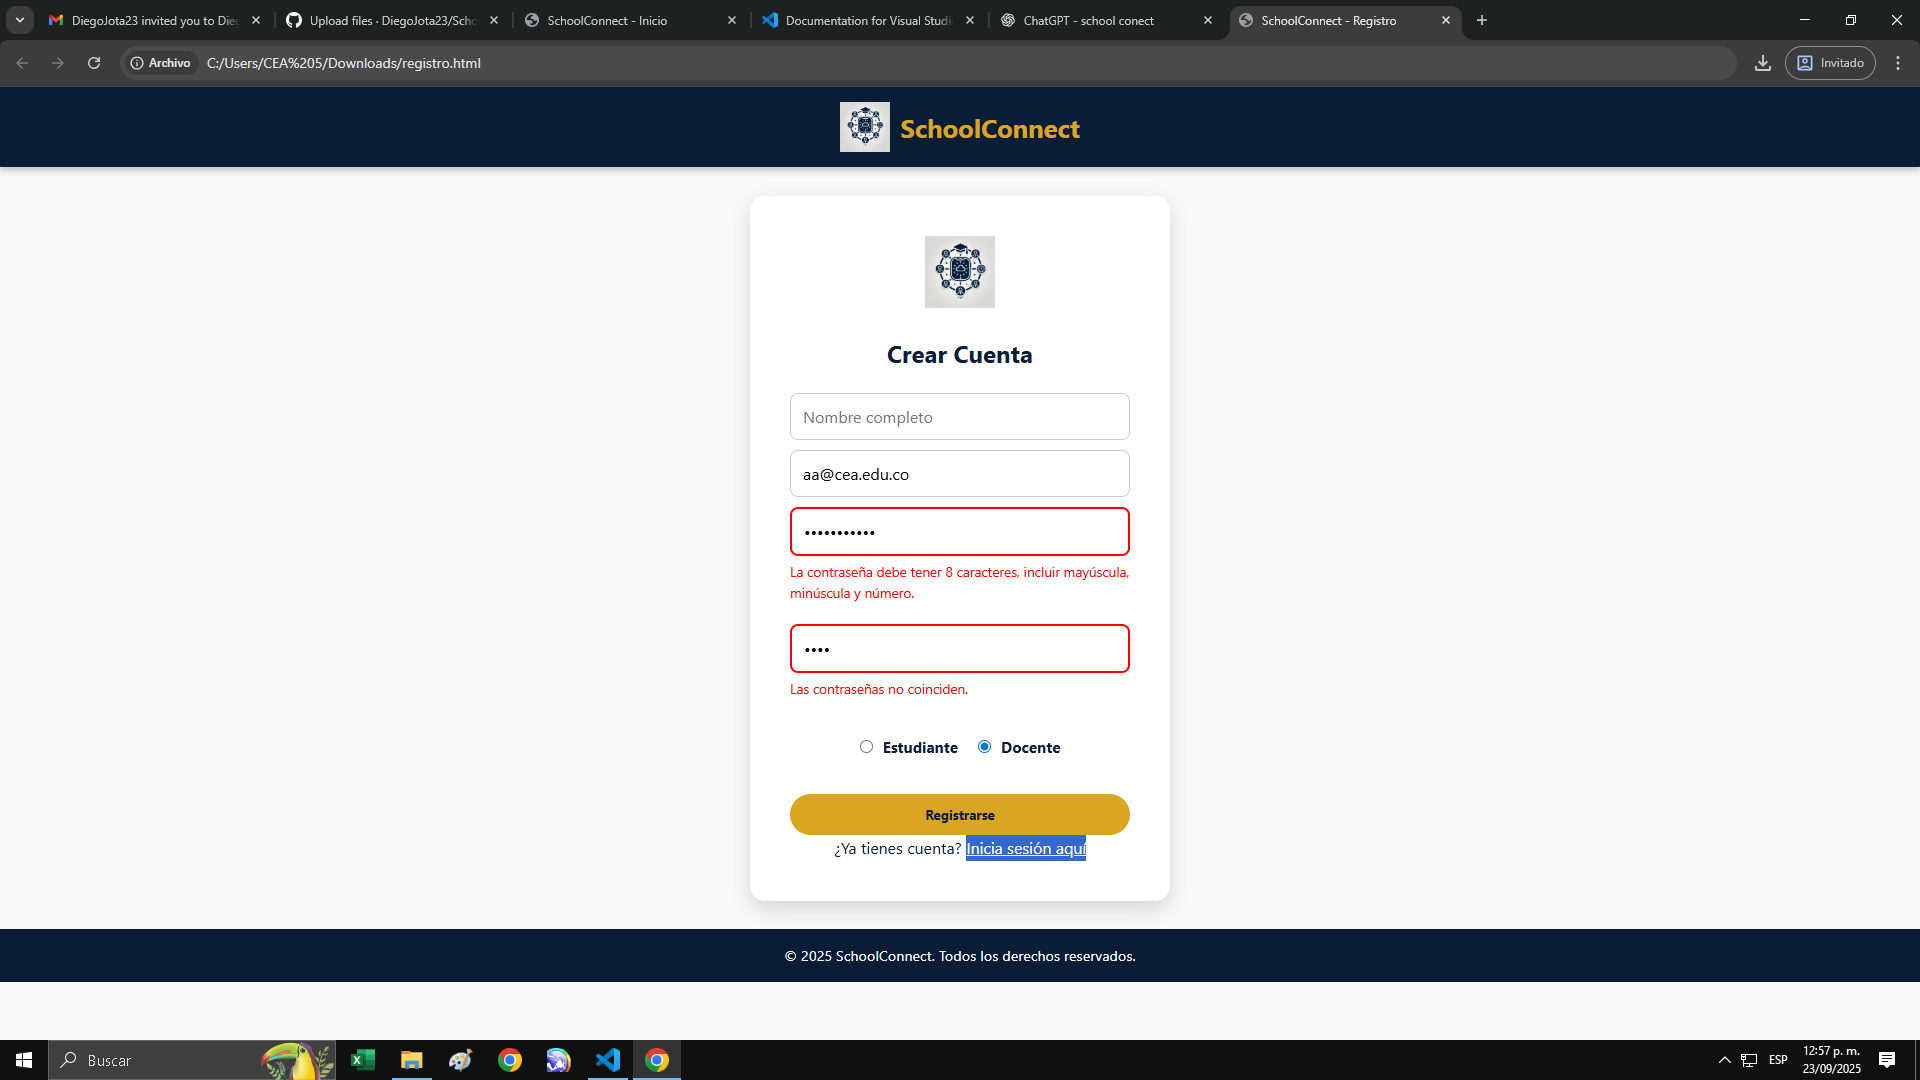 DiegoJota23 invited you to Die
Upload files · DiegoJota23/Scho
SchoolConnect - Inicio
Documentation for Visual Studi
ChatGPT - school conect
SchoolConnect - Registro
Archivo
C:/Users/CEA%205/Downloads/registro.html
Invitado
SchoolConnect
Crear Cuenta
Nombre completo
aa@cea.edu.co
•••••••••••
La contraseña debe tener 8 caracteres, incluir mayúscula,
minúscula y número.
••••
Las contraseñas no coinciden.
Estudiante
Docente
Registrarse
¿Ya tienes cuenta? Inicia sesión aquí
© 2025 SchoolConnect. Todos los derechos reservados.
Buscar
ESP
12:57 p. m.
23/09/2025